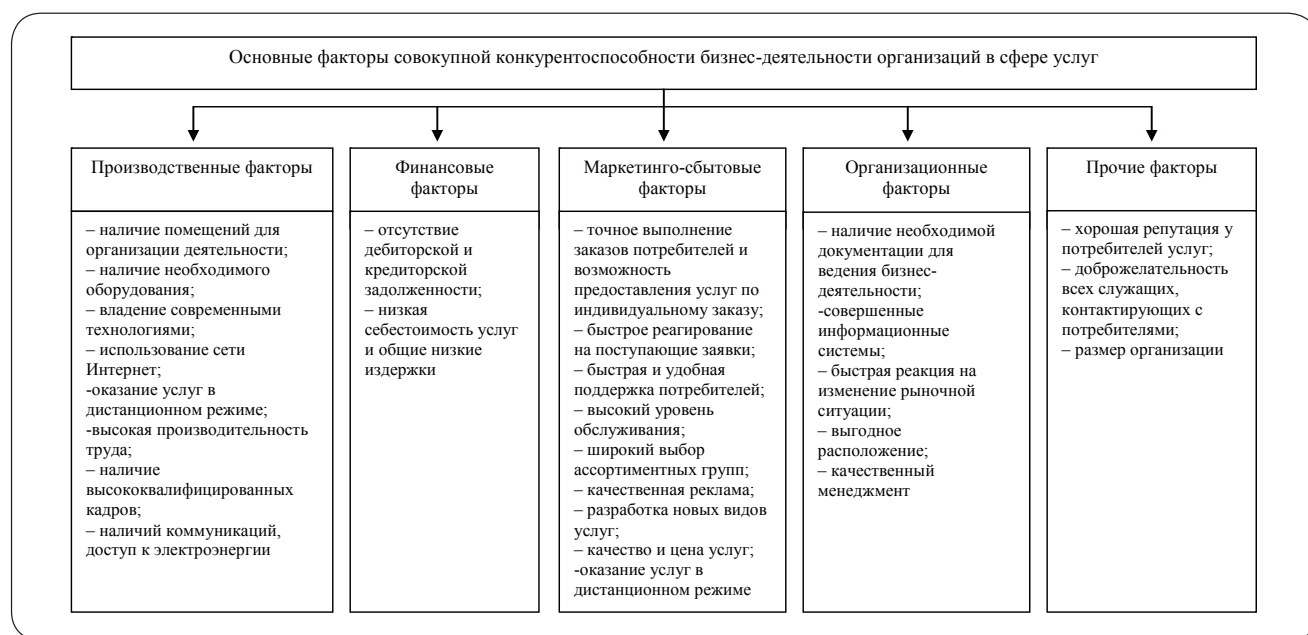 Основные факторы совокупной конкурентоспособности бизнес-деятельности организаций в сфере услуг
Производственные факторы
– наличие помещений для
организации деятельности;
– наличие необходимого
оборудования;
– владение современными
технологиями;
– использование сети
Интернет;
-оказание услуг в
дистанционном режиме;
-высокая производительность
труда;
– наличие
высококвалифицированных
кадров;
– наличий коммуникаций,
доступ к электроэнергии
Финансовые
факторы
– отсутствие
дебиторской и
кредиторской
задолженности;
– низкая
себестоимость услуг
и общие низкие
издержки
Маркетинго-сбытовые
факторы
– точное выполнение
заказов потребителей и
возможность
предоставления услуг по
индивидуальному заказу;
– быстрое реагирование
на поступающие заявки;
– быстрая и удобная
поддержка потребителей;
– высокий уровень
обслуживания;
– широкий выбор
ассортиментных групп;
– качественная реклама;
– разработка новых видов
услуг;
– качество и цена услуг;
-оказание услуг в
дистанционном режиме
Организационные
факторы
– наличие необходимой
документации для
ведения бизнес-
деятельности;
-совершенные
информационные
системы;
– быстрая реакция на
изменение рыночной
ситуации;
– выгодное
расположение;
– качественный
менеджмент
Прочие факторы
– хорошая репутация у
потребителей услуг;
– доброжелательность
всех служащих,
контактирующих с
потребителями;
– размер организации